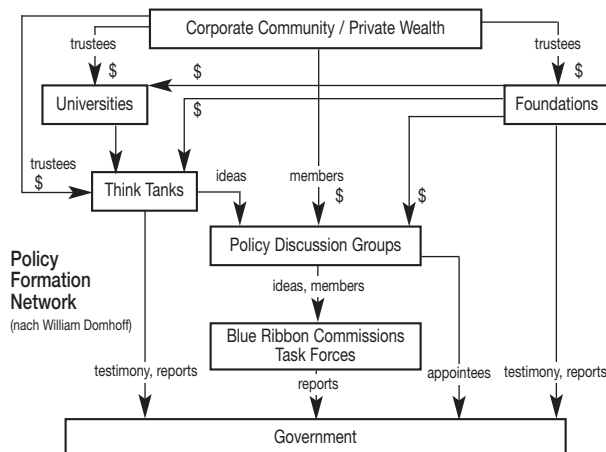 Corporate Community / Private Wealth
trustees
trustees
$
$
$
Universities
Foundations
$
trustees
$
ideas
members
$
$
Think Tanks
Policy Discussion Groups
Policy
Formation
Network
(nach William Domhoff)
ideas, members
Blue Ribbon Commissions
Task Forces
testimony, reports
reports
appointees
testimony, reports
Government